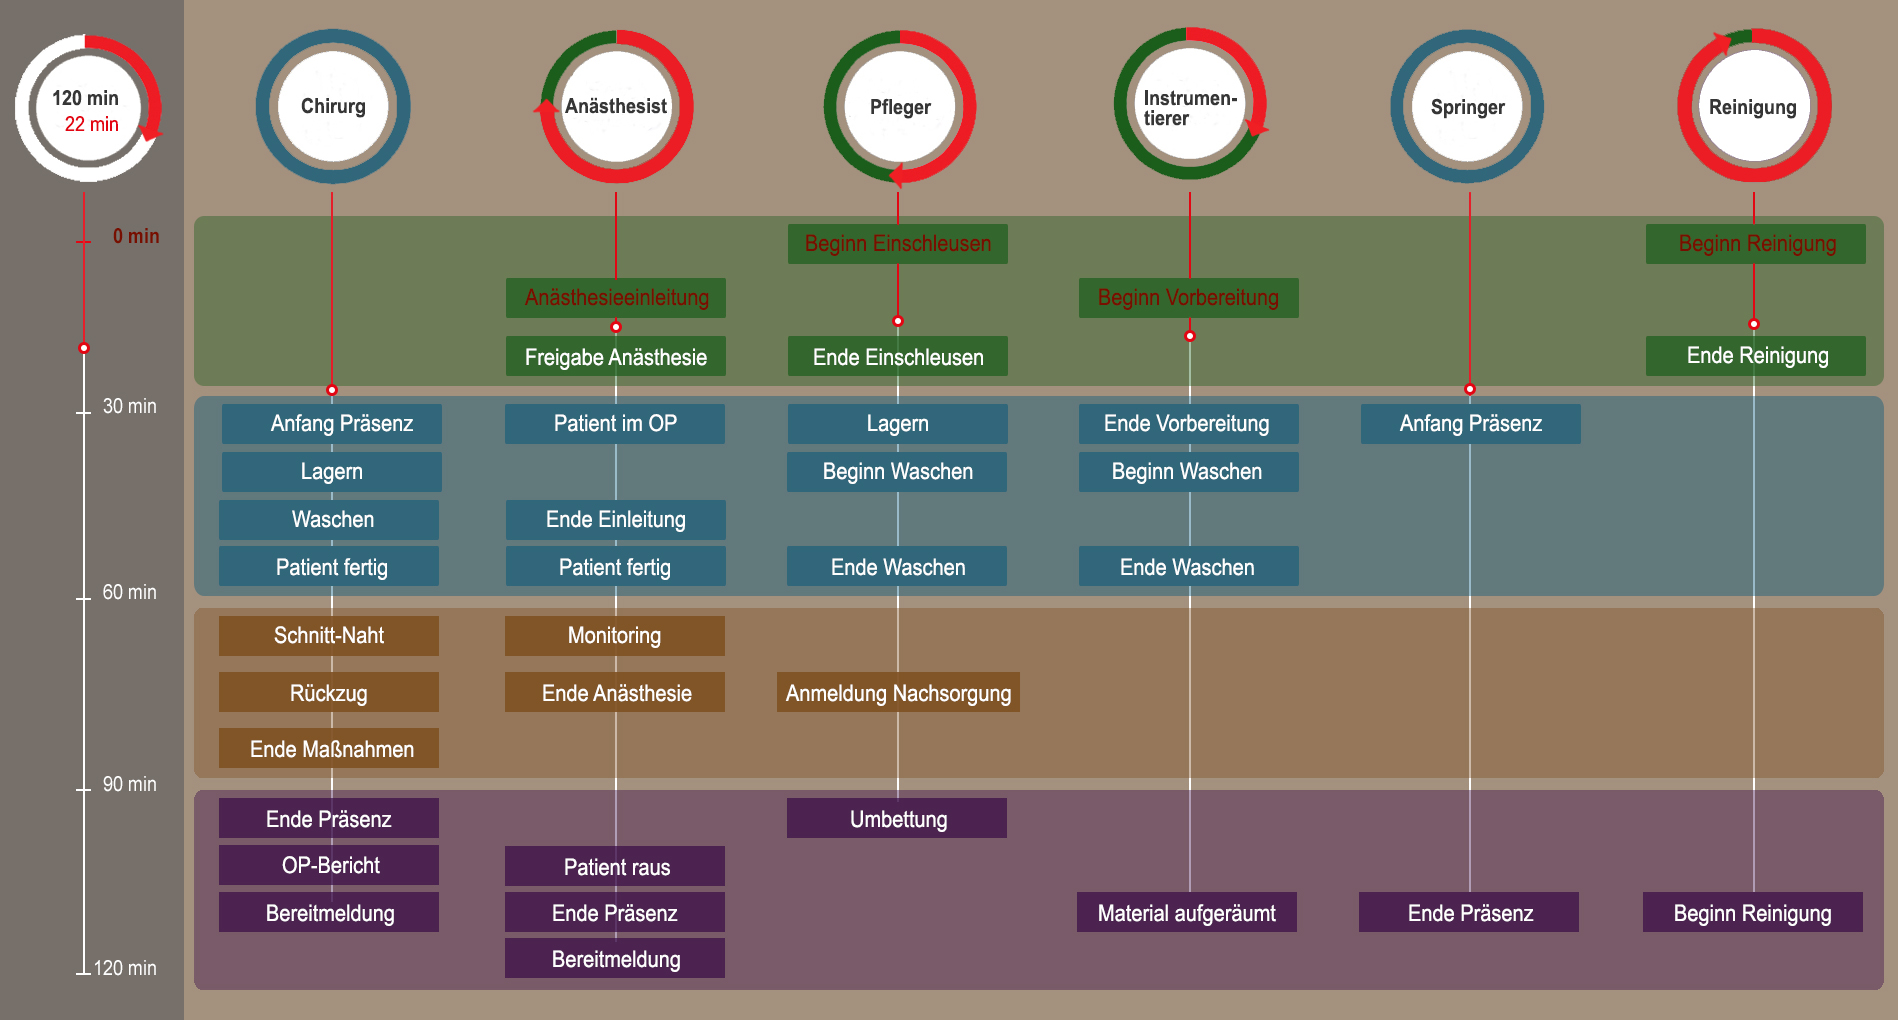 120 min
22 min
Chirurg
Anästhesist
Pfleger
Instrumen-
tierer
Springer
Reinigung
0 min
Beginn Einschleusen
Beginn Reinigung
Anästhesieeinleitung
Beginn Vorbereitung
Freigabe Anästhesie
Ende Einschleusen
Ende Reinigung
30 min
Anfang Präsenz
Patient im OP
Lagern
Ende Vorbereitung
Anfang Präsenz
Lagern
Beginn Waschen
Beginn Waschen
Waschen
Ende Einleitung
Patient fertig
Patient fertig
Ende Waschen
Ende Waschen
60 min
Schnitt-Naht
Monitoring
Rückzug
Ende Anästhesie
Anmeldung Nachsorgung
Ende Maßnahmen
90 min
Ende Präsenz
Umbettung
OP-Bericht
Patient raus
Bereitmeldung
Ende Präsenz
Material aufgeräumt
Ende Präsenz
Beginn Reinigung
Bereitmeldung
120 min